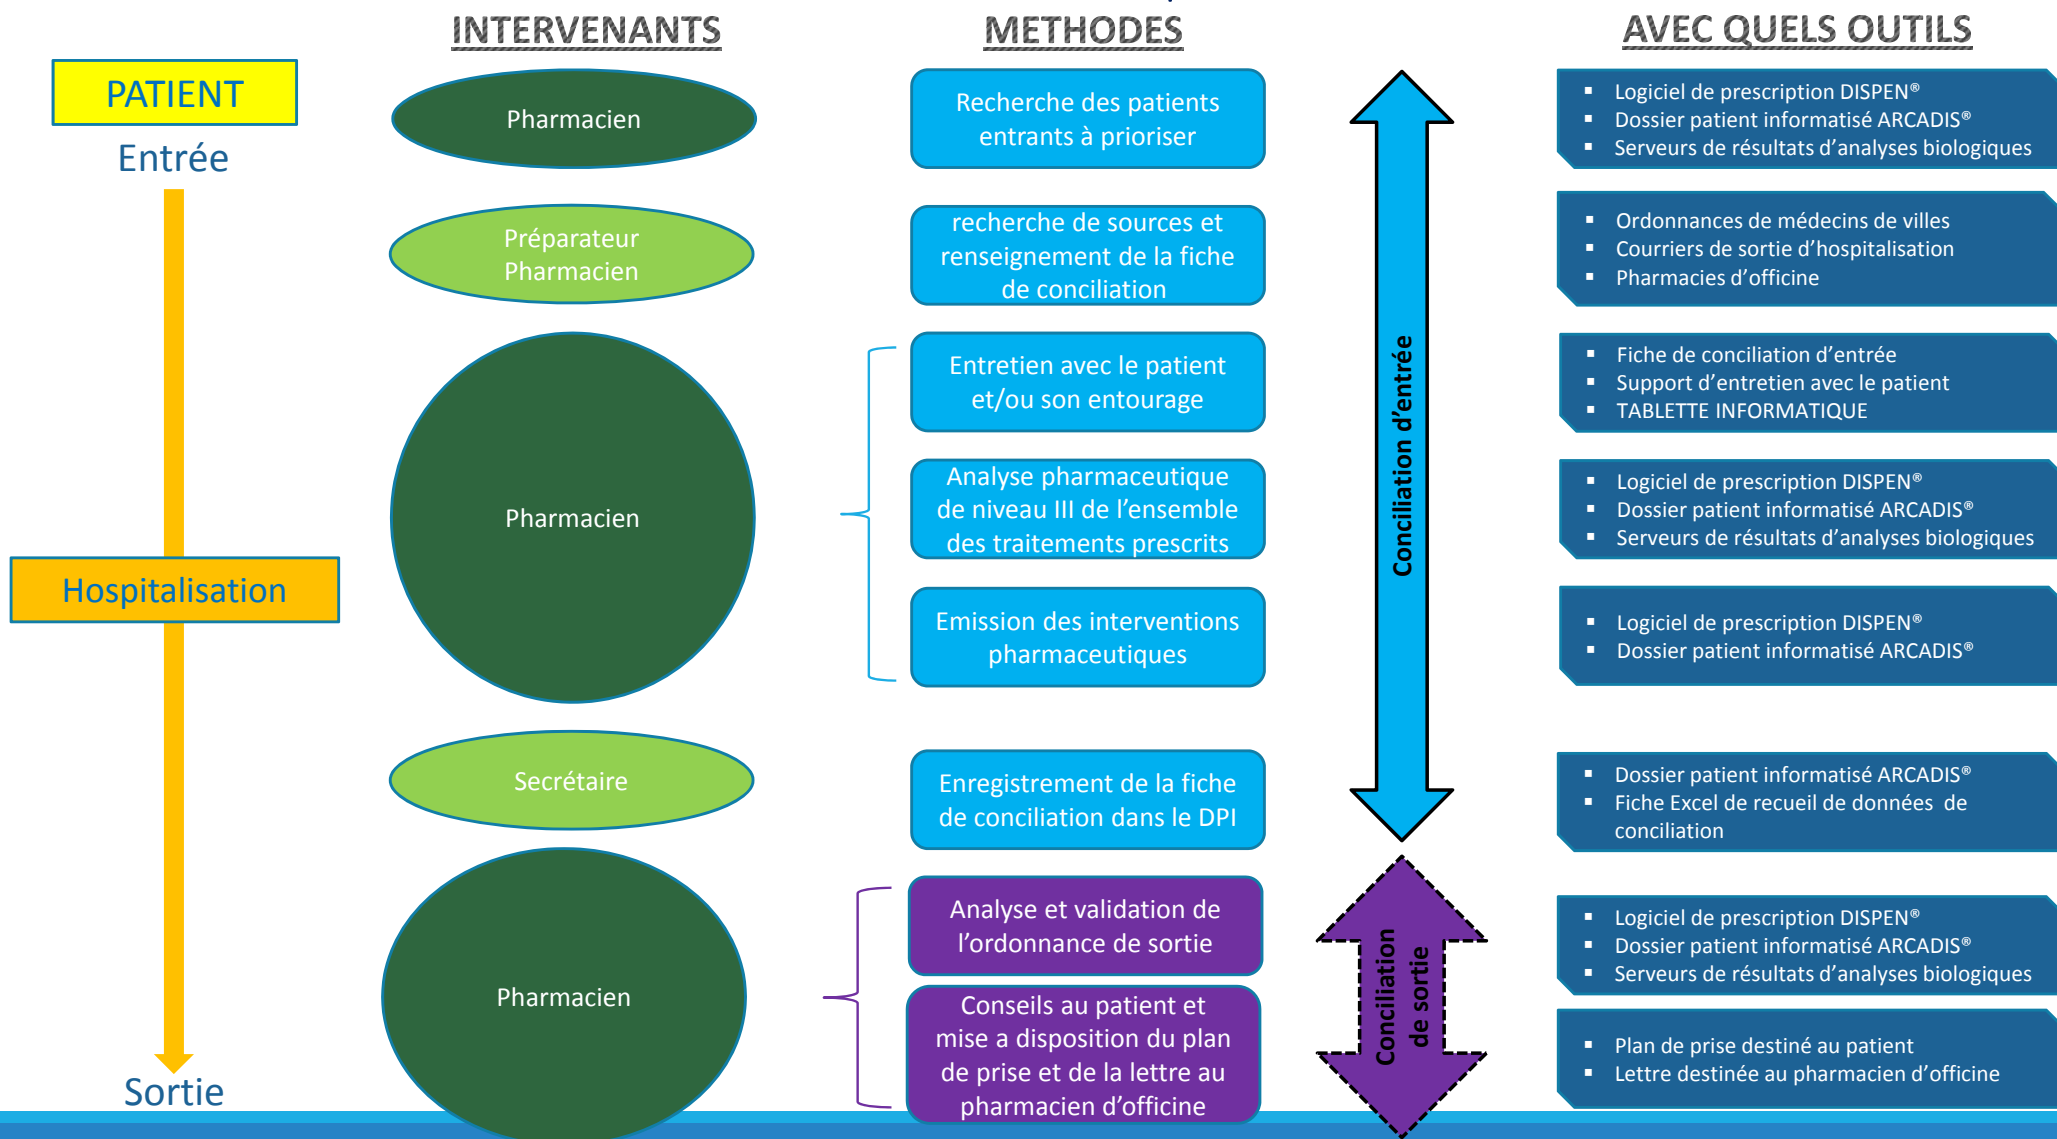 INTERVENANTS
METHODES
AVEC QUELS OUTILS
PATIENT
Entrée
Hospitalisation
Sortie
Pharmacien
Recherche des patients
entrants à prioriser
▪ Logiciel de prescription DISPEN®
▪ Dossier patient informatisé ARCADIS®
▪ Serveurs de résultats d’analyses biologiques
Préparateur
Pharmacien
recherche de sources et
renseignement de la fiche
de conciliation
▪ Ordonnances de médecins de villes
▪ Courriers de sortie d’hospitalisation
▪ Pharmacies d’officine
Pharmacien
Entretien avec le patient
et/ou son entourage
▪ Fiche de conciliation d’entrée
▪ Support d’entretien avec le patient
▪ TABLETTE INFORMATIQUE
Analyse pharmaceutique
de niveau III de l’ensemble
des traitements prescrits
▪ Logiciel de prescription DISPEN®
▪ Dossier patient informatisé ARCADIS®
▪ Serveurs de résultats d’analyses biologiques
Emission des interventions
pharmaceutiques
▪ Logiciel de prescription DISPEN®
▪ Dossier patient informatisé ARCADIS®
Conciliation d’entrée
Secrétaire
Enregistrement de la fiche
de conciliation dans le DPI
▪ Dossier patient informatisé ARCADIS®
▪ Fiche Excel de recueil de données de
conciliation
Pharmacien
Analyse et validation de
l’ordonnance de sortie
▪ Logiciel de prescription DISPEN®
▪ Dossier patient informatisé ARCADIS®
▪ Serveurs de résultats d’analyses biologiques
Conseils au patient et
mise a disposition du plan
de prise et de la lettre au
pharmacien d’officine
▪ Plan de prise destiné au patient
▪ Lettre destinée au pharmacien d’officine
Conciliation
de sortie